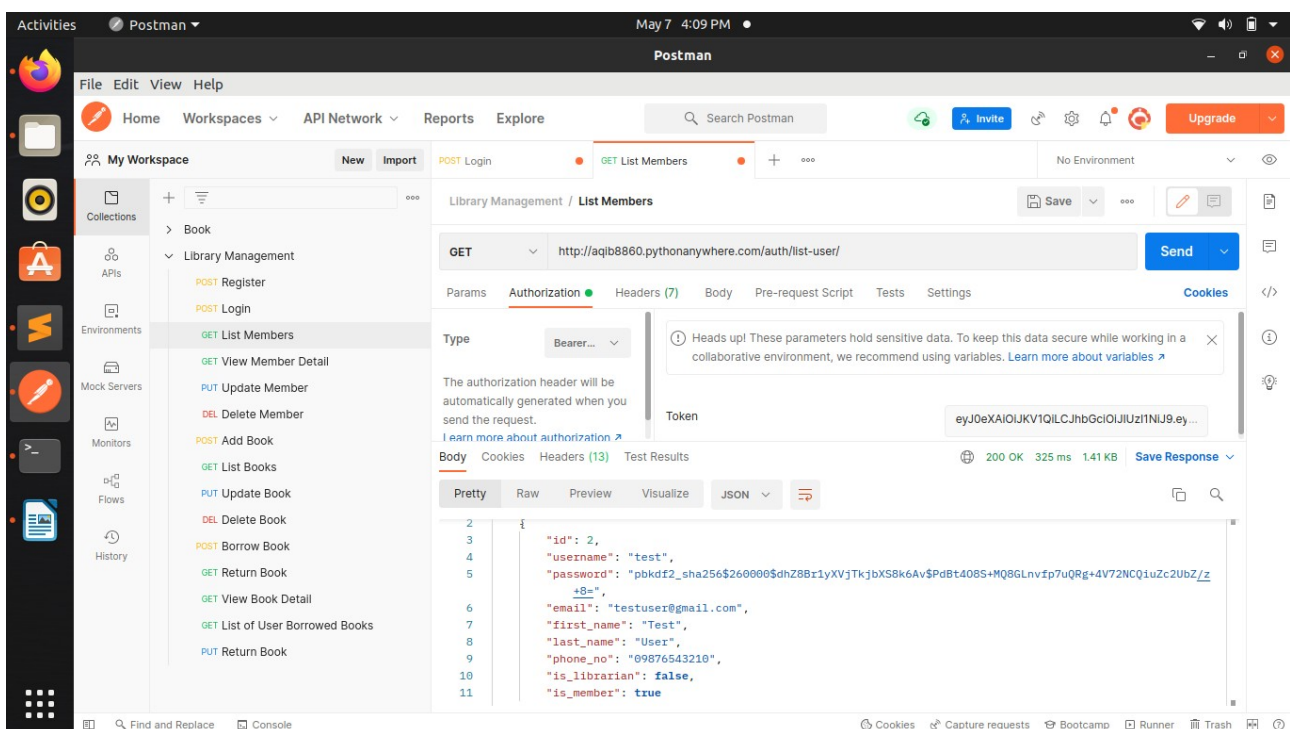 Activities Postman May 7 4:09 PM
Postman
File Edit View Help
Home Workspaces API Network Reports Explore Search Postman Invite Upgrade
My Workspace New Import POST Login GET List Members No Environment
Collections
APIs
Environments
Mock Servers
Monitors
Flows
History
Book
Library Management
POST Register
POST Login
GET List Members
GET View Member Detail
PUT Update Member
DEL Delete Member
POST Add Book
GET List Books
PUT Update Book
DEL Delete Book
POST Borrow Book
GET Return Book
GET View Book Detail
GET List of User Borrowed Books
PUT Return Book
Library Management / List Members Save
GET http://aqib8860.pythonanywhere.com/auth/list-user/ Send
Params Authorization Headers (7) Body Pre-request Script Tests Settings Cookies
Type Bearer...
The authorization header will be
automatically generated when you
send the request.
Learn more about authorization
Heads up! These parameters hold sensitive data. To keep this data secure while working in a
collaborative environment, we recommend using variables. Learn more about variables
Token eyJ0eXAiOiJKV1QiLCJhbGciOiJIUzI1NiJ9.ey...
Body Cookies Headers (13) Test Results 200 OK 325 ms 1.41 KB Save Response
Pretty Raw Preview Visualize JSON
2 {
3 "id": 2,
4 "username": "test",
5 "password": "pbkdf2_sha256$260000$dhZ8Br1yXVjTkjbXS8k6Av$PdBt4O8S+MQ8GLnvfp7uQRg+4V72NCQiuZc2UbZ/z
+8=",
6 "email": "testuser@gmail.com",
7 "first_name": "Test",
8 "last_name": "User",
9 "phone_no": "09876543210",
10 "is_librarian": false,
11 "is_member": true
Find and Replace Console Cookies Capture requests Bootcamp Runner Trash